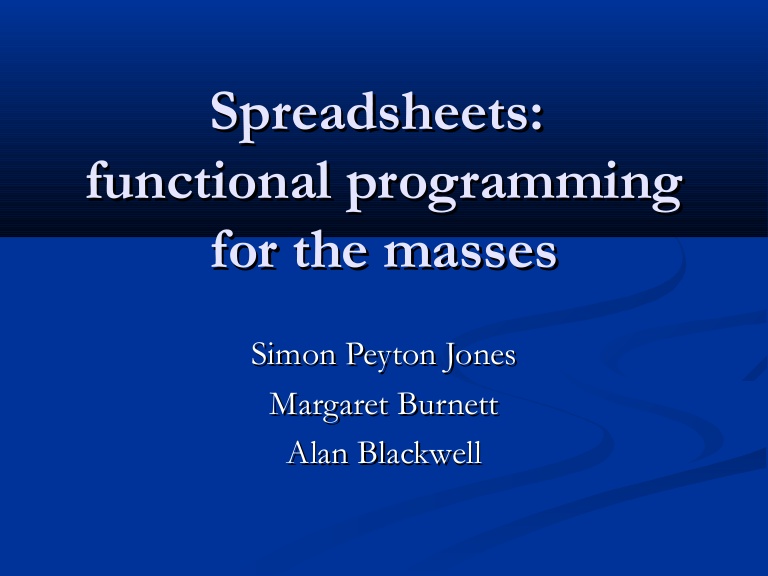 Spreadsheets:
functional programming
for the masses
Simon Peyton Jones
Margaret Burnett
Alan Blackwell